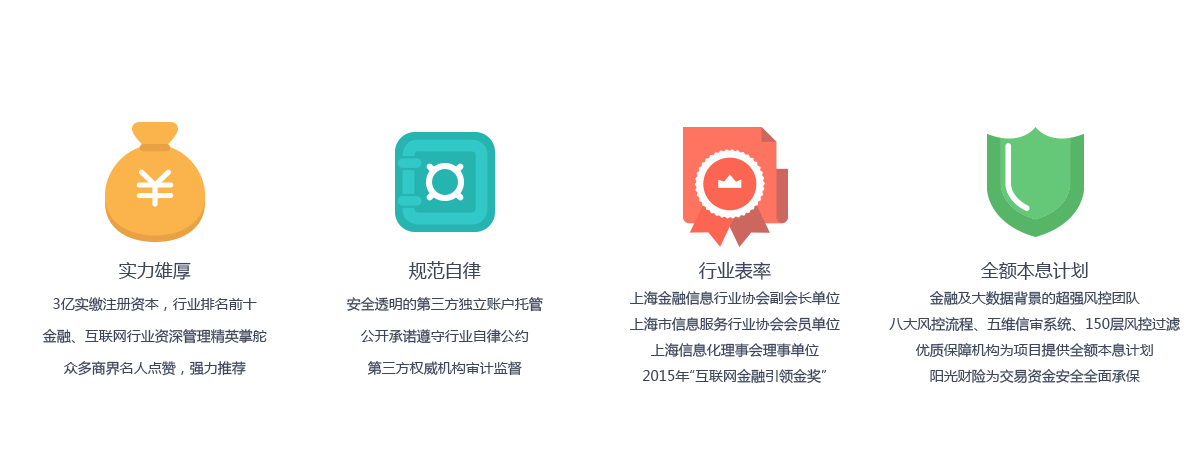 ¥
实力雄厚
3亿实缴注册资本，行业排名前十
金融、互联网行业资深管理精英掌舵
众多商界名人点赞，强力推荐
规范自律
安全透明的第三方独立账户托管
公开承诺遵守行业自律公约
第三方权威机构审计监督
行业表率
上海金融信息行业协会副会长单位
上海市信息服务行业协会会员单位
上海信息化理事会理事单位
2015年“互联网金融引领金奖”
全额本息计划
金融及大数据背景的超强风控团队
八大风控流程、五维信审系统、150层风控过滤
优质保障机构为项目提供全额本息计划
阳光财险为交易资金安全全面承保